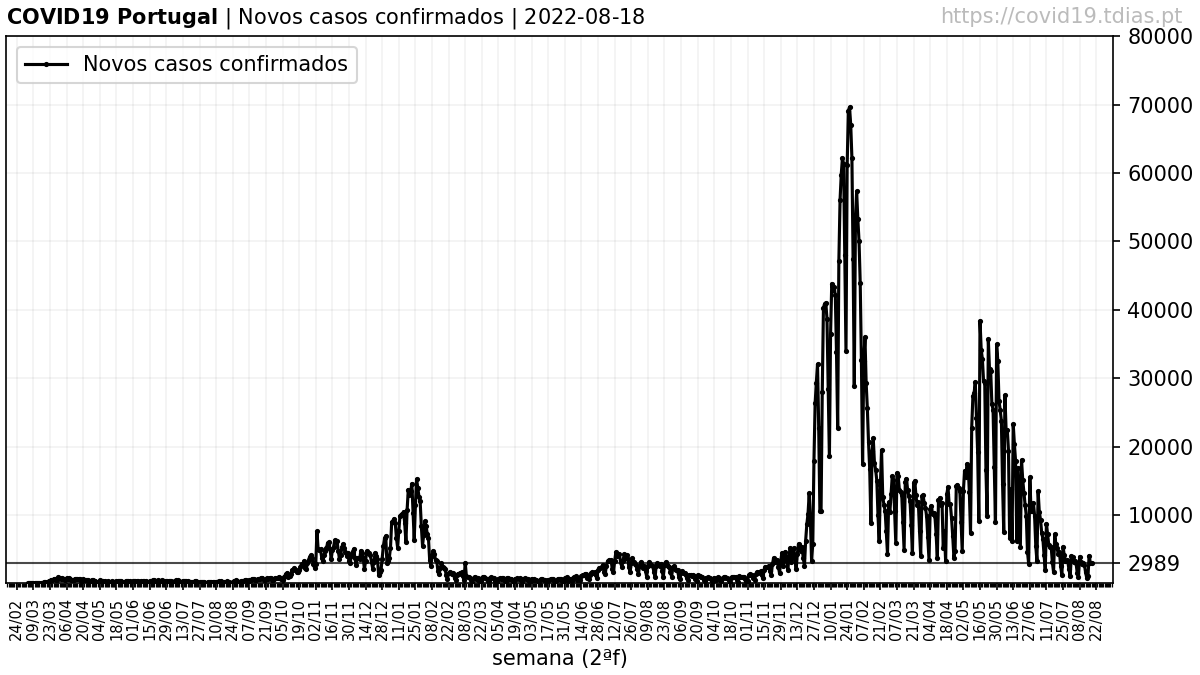 COVID19 Portugal | Novos casos confirmados | 2022-08-18
https://covid19.tdias.pt
Novos casos confirmados
80000
70000
60000
50000
40000
30000
20000
10000
2989
24/02 09/03 23/03 06/04 20/04 04/05 18/05 01/06 15/06 29/06 13/07 27/07 10/08 24/08 07/09 21/09 05/10 19/10 02/11 16/11 30/11 14/12 28/12 11/01 25/01 08/02 22/02 08/03 22/03 05/04 19/04 03/05 17/05 31/05 14/06 28/06 12/07 26/07 09/08 23/08 06/09 20/09 04/10 18/10 01/11 15/11 29/11 13/12 27/12 10/01 24/01 07/02 21/02 07/03 21/03 04/04 18/04 02/05 16/05 30/05 13/06 27/06 11/07 25/07 08/08 22/08
semana (2ªf)